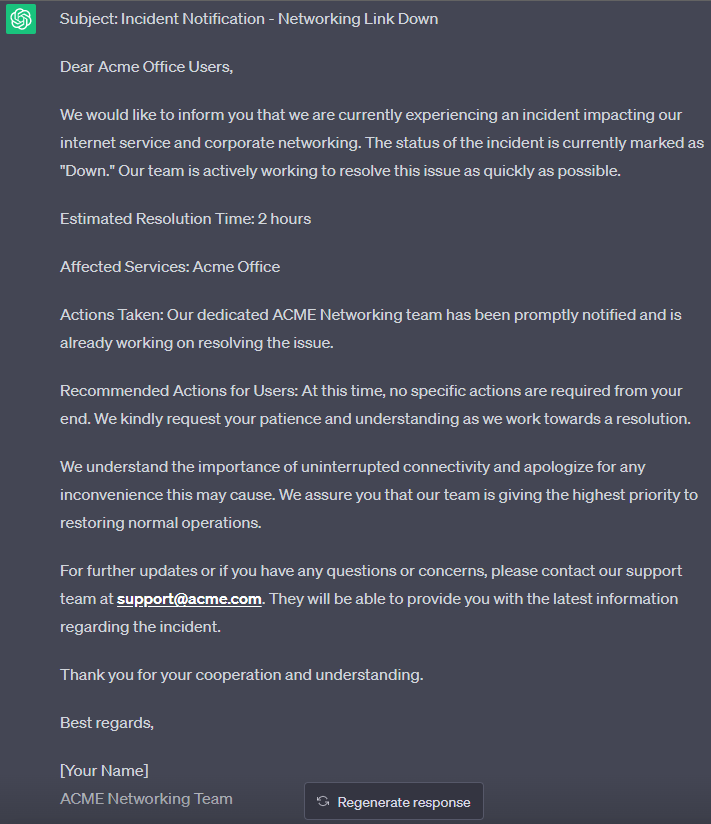 Subject: Incident Notification - Networking Link Down
Dear Acme Office Users,
We would like to inform you that we are currently experiencing an incident impacting our
internet service and corporate networking. The status of the incident is currently marked as
"Down." Our team is actively working to resolve this issue as quickly as possible.
Estimated Resolution Time: 2 hours
Affected Services: Acme Office
Actions Taken: Our dedicated ACME Networking team has been promptly notified and is
already working on resolving the issue.
Recommended Actions for Users: At this time, no specific actions are required from your
end. We kindly request your patience and understanding as we work towards a resolution.
We understand the importance of uninterrupted connectivity and apologize for any
inconvenience this may cause. We assure you that our team is giving the highest priority to
restoring normal operations.
For further updates or if you have any questions or concerns, please contact our support
team at support@acme.com. They will be able to provide you with the latest information
regarding the incident.
Thank you for your cooperation and understanding.
Best regards,
[Your Name]
ACME Networking Team
Regenerate response